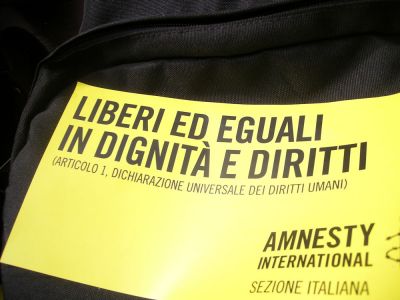 LIBERI ED EGUALI
IN DIGNITÀ E DIRITTI
(ARTICOLO 1, DICHIARAZIONE UNIVERSALE DEI DIRITTI UMANI)
AMNESTY
INTERNATIONAL
SEZIONE ITALIANA